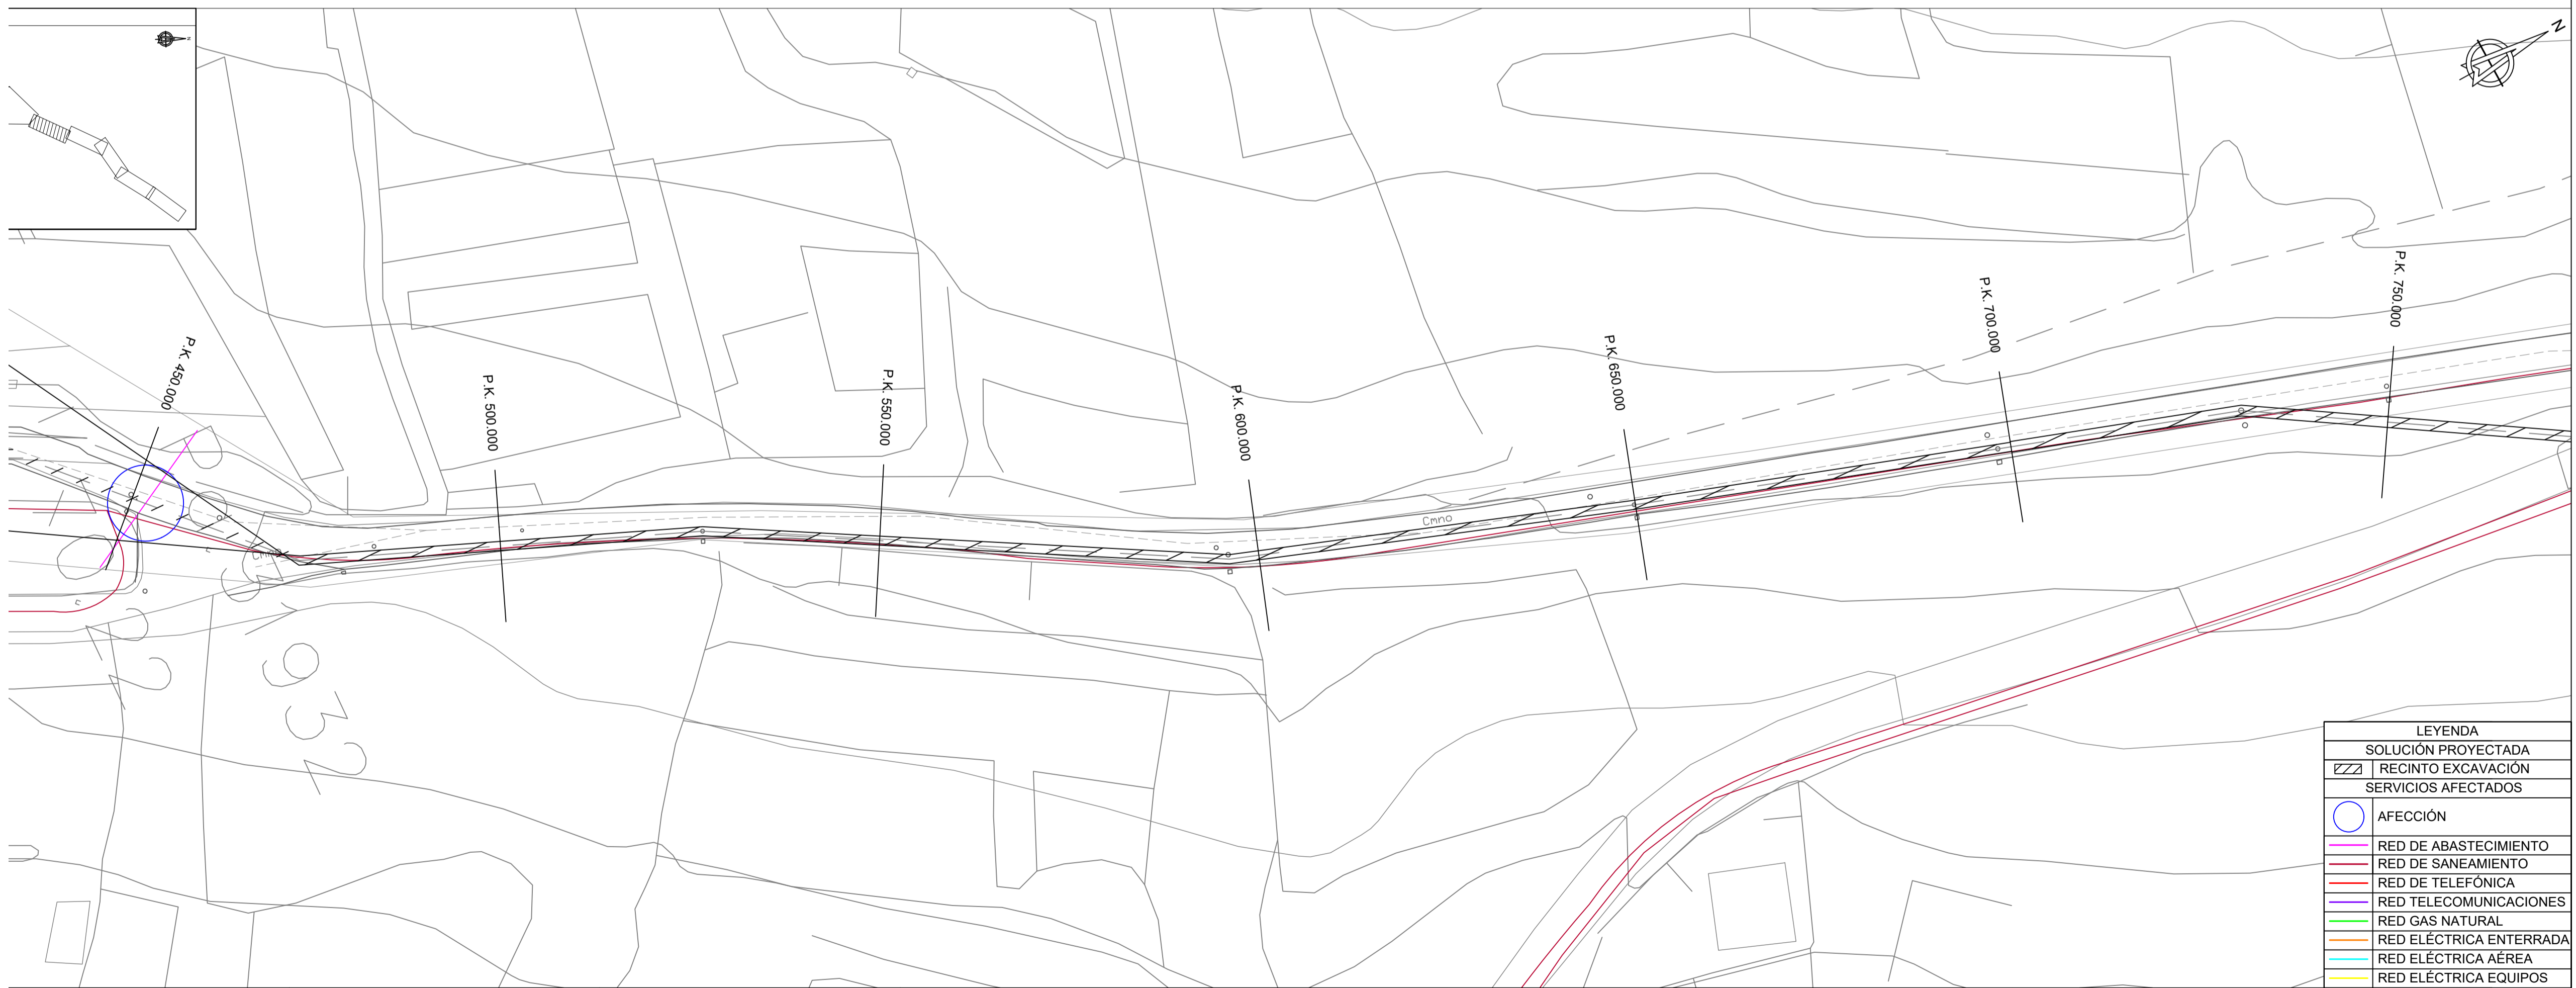 N
N
P.K. 450.000
P.K. 500.000
P.K. 550.000
P.K. 600.000
P.K. 650.000
P.K. 700.000
P.K. 750.000
Cmno
Cmno
LEYENDA
SOLUCIÓN PROYECTADA
RECINTO EXCAVACIÓN
SERVICIOS AFECTADOS
AFECCIÓN
RED DE ABASTECIMIENTO
RED DE SANEAMIENTO
RED DE TELEFÓNICA
RED TELECOMUNICACIONES
RED GAS NATURAL
RED ELÉCTRICA ENTERRADA
RED ELÉCTRICA AÉREA
RED ELÉCTRICA EQUIPOS